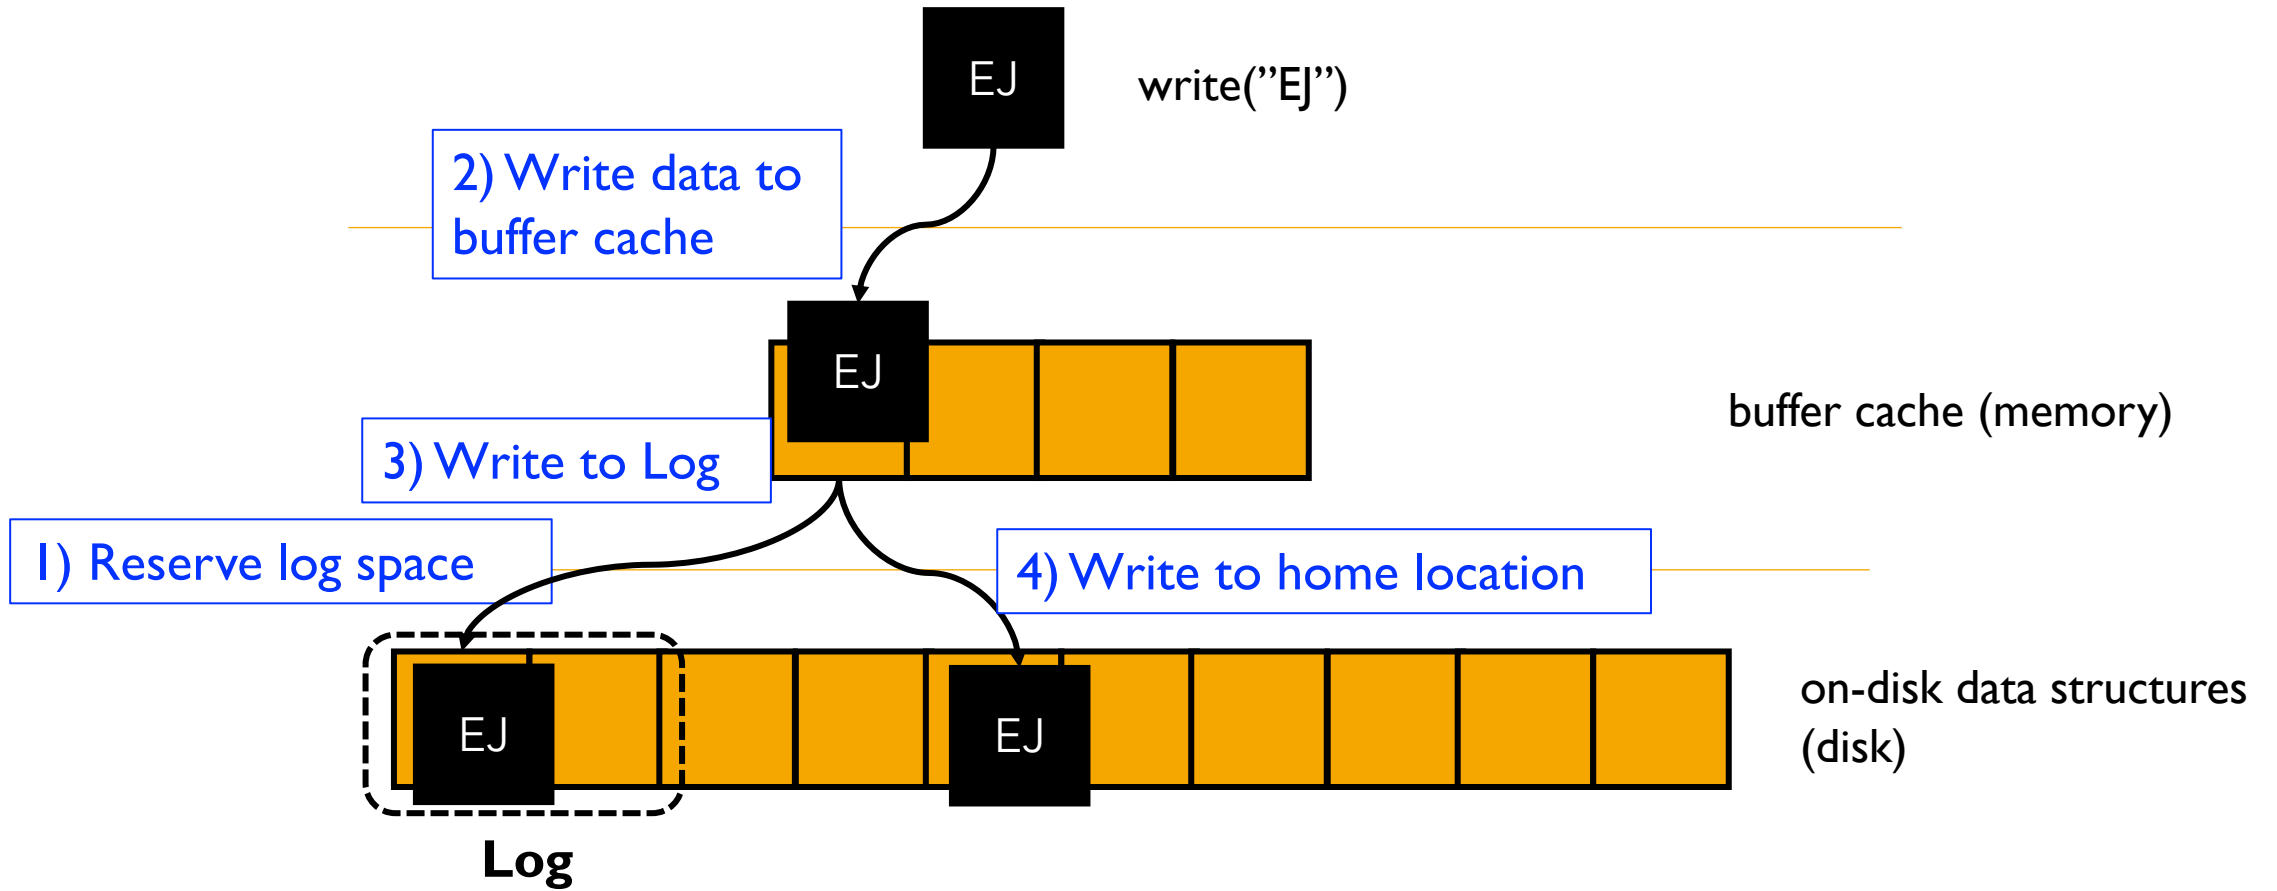 EJ
write(”EJ”)
2) Write data to
buffer cache
EJ
buffer cache (memory)
3) Write to Log
1) Reserve log space
4) Write to home location
EJ
EJ
on-disk data structures
(disk)
Log